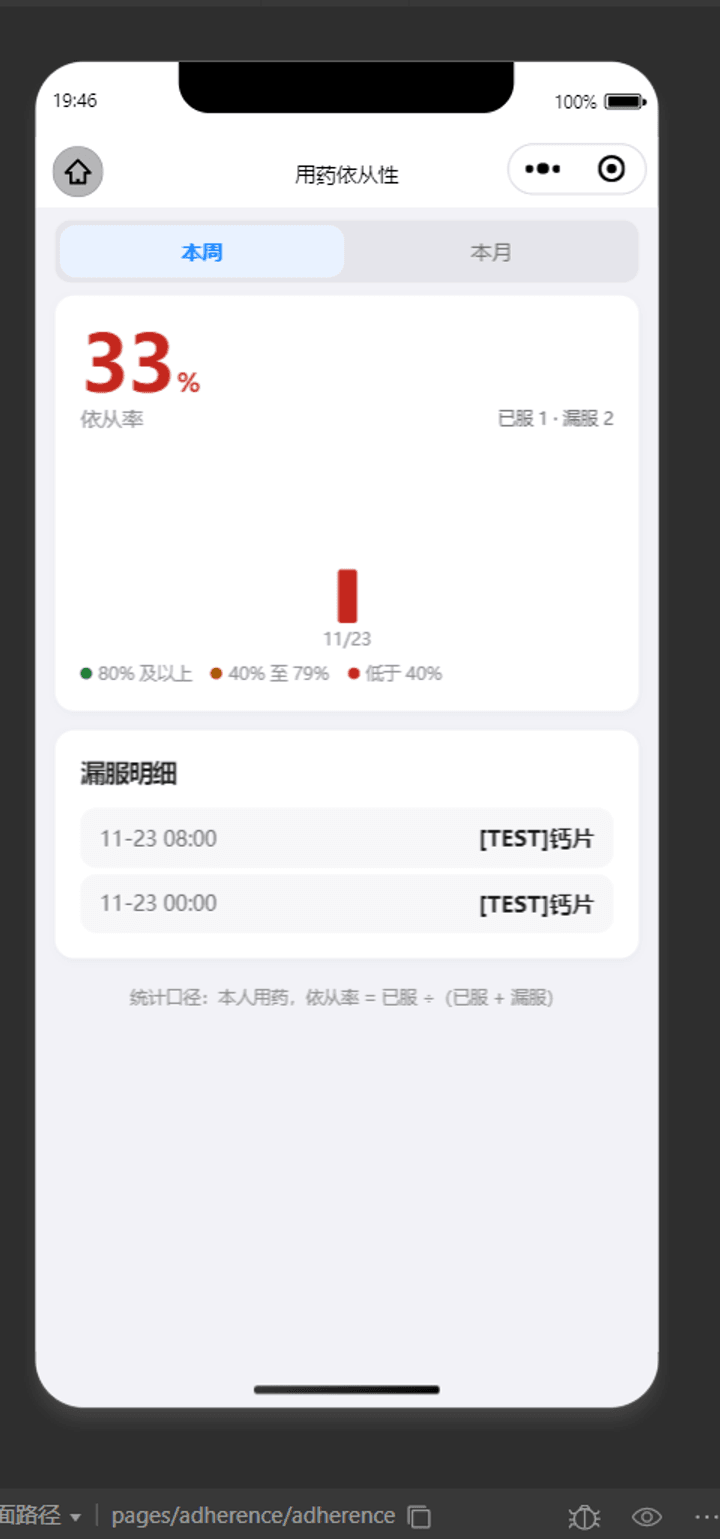 19:46
100%
用药依从性
本周
本月
33%
依从率
已服 1 · 漏服 2
11/23
80% 及以上
40% 至 79%
低于 40%
漏服明细
11-23 08:00
[TEST]钙片
11-23 00:00
[TEST]钙片
统计口径：本人用药，依从率 = 已服 ÷（已服 + 漏服）
面路径
pages/adherence/adherence